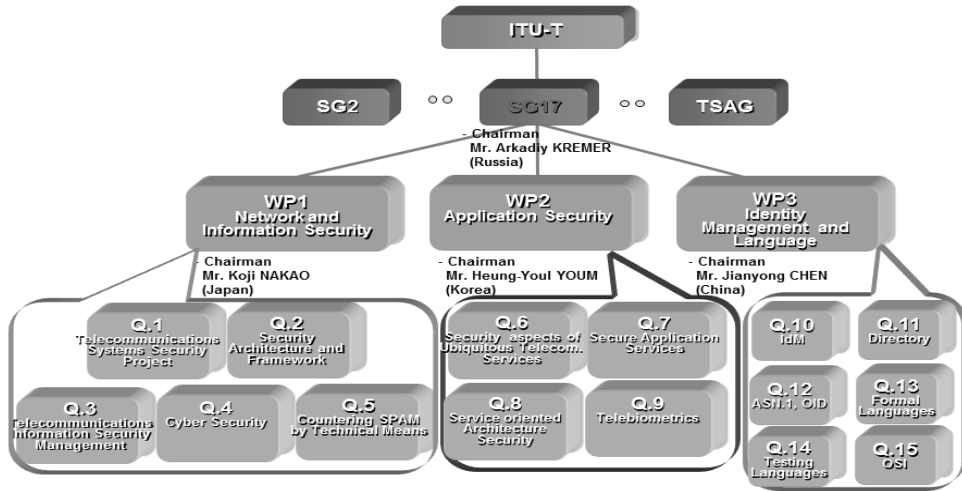 ITU-T
SG2
SG17
TSAG
- Chairman
Mr. Arkadiy KREMER
(Russia)
WP1
Network and
Information Security
WP2
Application Security
WP3
Identity
Management and
Language
- Chairman
Mr. Koji NAKAO
(Japan)
- Chairman
Mr. Heung-Youl YOUM
(Korea)
- Chairman
Mr. Jianyong CHEN
(China)
Q.1
Telecommunications
Systems Security
Project
Q.2
Security
Architecture and
Framework
Q.3
Telecommunications
Information Security
Management
Q.4
Cyber Security
Q.5
Countering SPAM
by Technical Means
Q.6
Security aspects of
Ubiquitous Telecom.
Services
Q.7
Secure Application
Services
Q.8
Service oriented
Architecture
Security
Q.9
Telebiometrics
Q.10
IdM
Q.11
Directory
Q.12
ASN.1, OID
Q.13
Formal
Languages
Q.14
Testing
Languages
Q.15
OSI